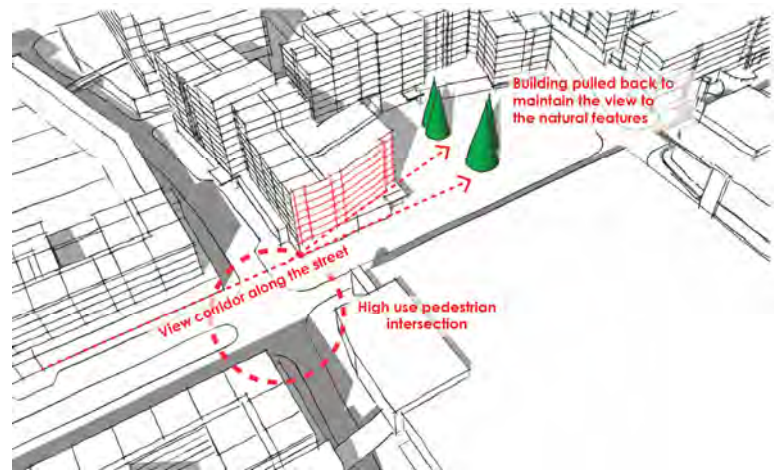 Building pulled back to
maintain the view to
the natural features
View corridor along the street
High use pedestrian
intersection